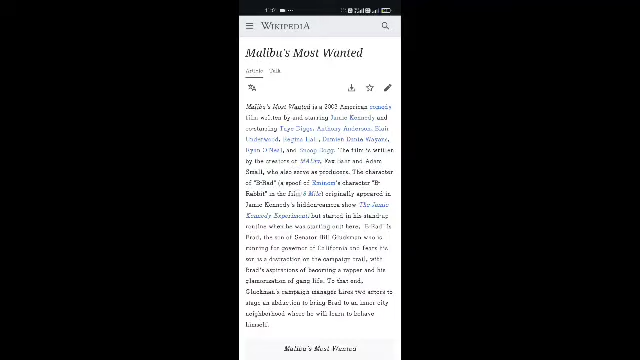 WIKIPEDIA
Malibu's Most Wanted
Article Talk
Malibu's Most Wanted is a 2003 American comedy
film written by and starring Jamie Kennedy and
costarring Taye Diggs, Anthony Anderson, Blair
Underwood, Regina Hall, Damien Dante Wayans,
Ryan O'Neal, and Snoop Dogg. The film is written
by the creators of MADtv, Fax Bahr and Adam
Small, who also serve as producers. The character
of "B-Rad" (a spoof of Eminem's character "B-
Rabbit" in the film 8 Mile) originally appeared in
Jamie Kennedy's hidden-camera show The Jamie
Kennedy Experiment, but started in his stand-up
routine when he was starting out here. B-Rad is
Brad, the son of Senator Bill Gluckman who is
running for governor of California and fears his
son is a distraction on the campaign trail, with
Brad's aspirations of becoming a rapper and his
glamorization of gang life. To that end,
Gluckman's campaign manager hires two actors to
stage an abduction to bring Brad to an inner city
neighborhood where he will learn to behave
himself.
Malibu's Most Wanted